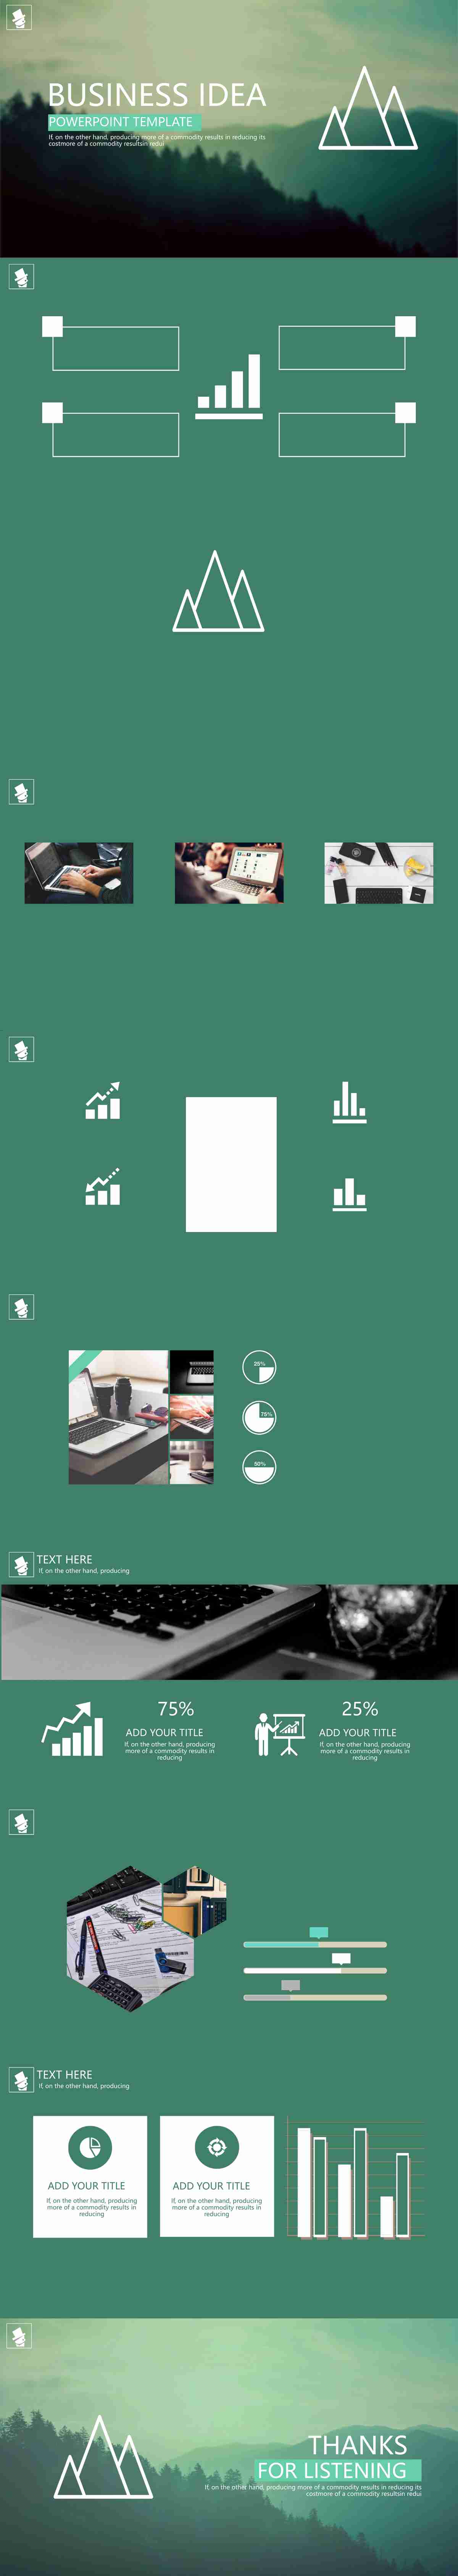 BUSINESS IDEA
POWERPOINT TEMPLATE
If, on the other hand, producing more of a commodity results in reducing its
costmore of a commodity resultsin redui
25%
75%
50%
TEXT HERE
If, on the other hand, producing
75%
ADD YOUR TITLE
If, on the other hand, producing
more of a commodity results in
reducing
25%
ADD YOUR TITLE
If, on the other hand, producing
more of a commodity results in
reducing
TEXT HERE
If, on the other hand, producing
ADD YOUR TITLE
If, on the other hand, producing
more of a commodity results in
reducing
ADD YOUR TITLE
If, on the other hand, producing
more of a commodity results in
reducing
THANKS
FOR LISTENING
If, on the other hand, producing more of a commodity results in reducing its
costmore of a commodity resultsin redui